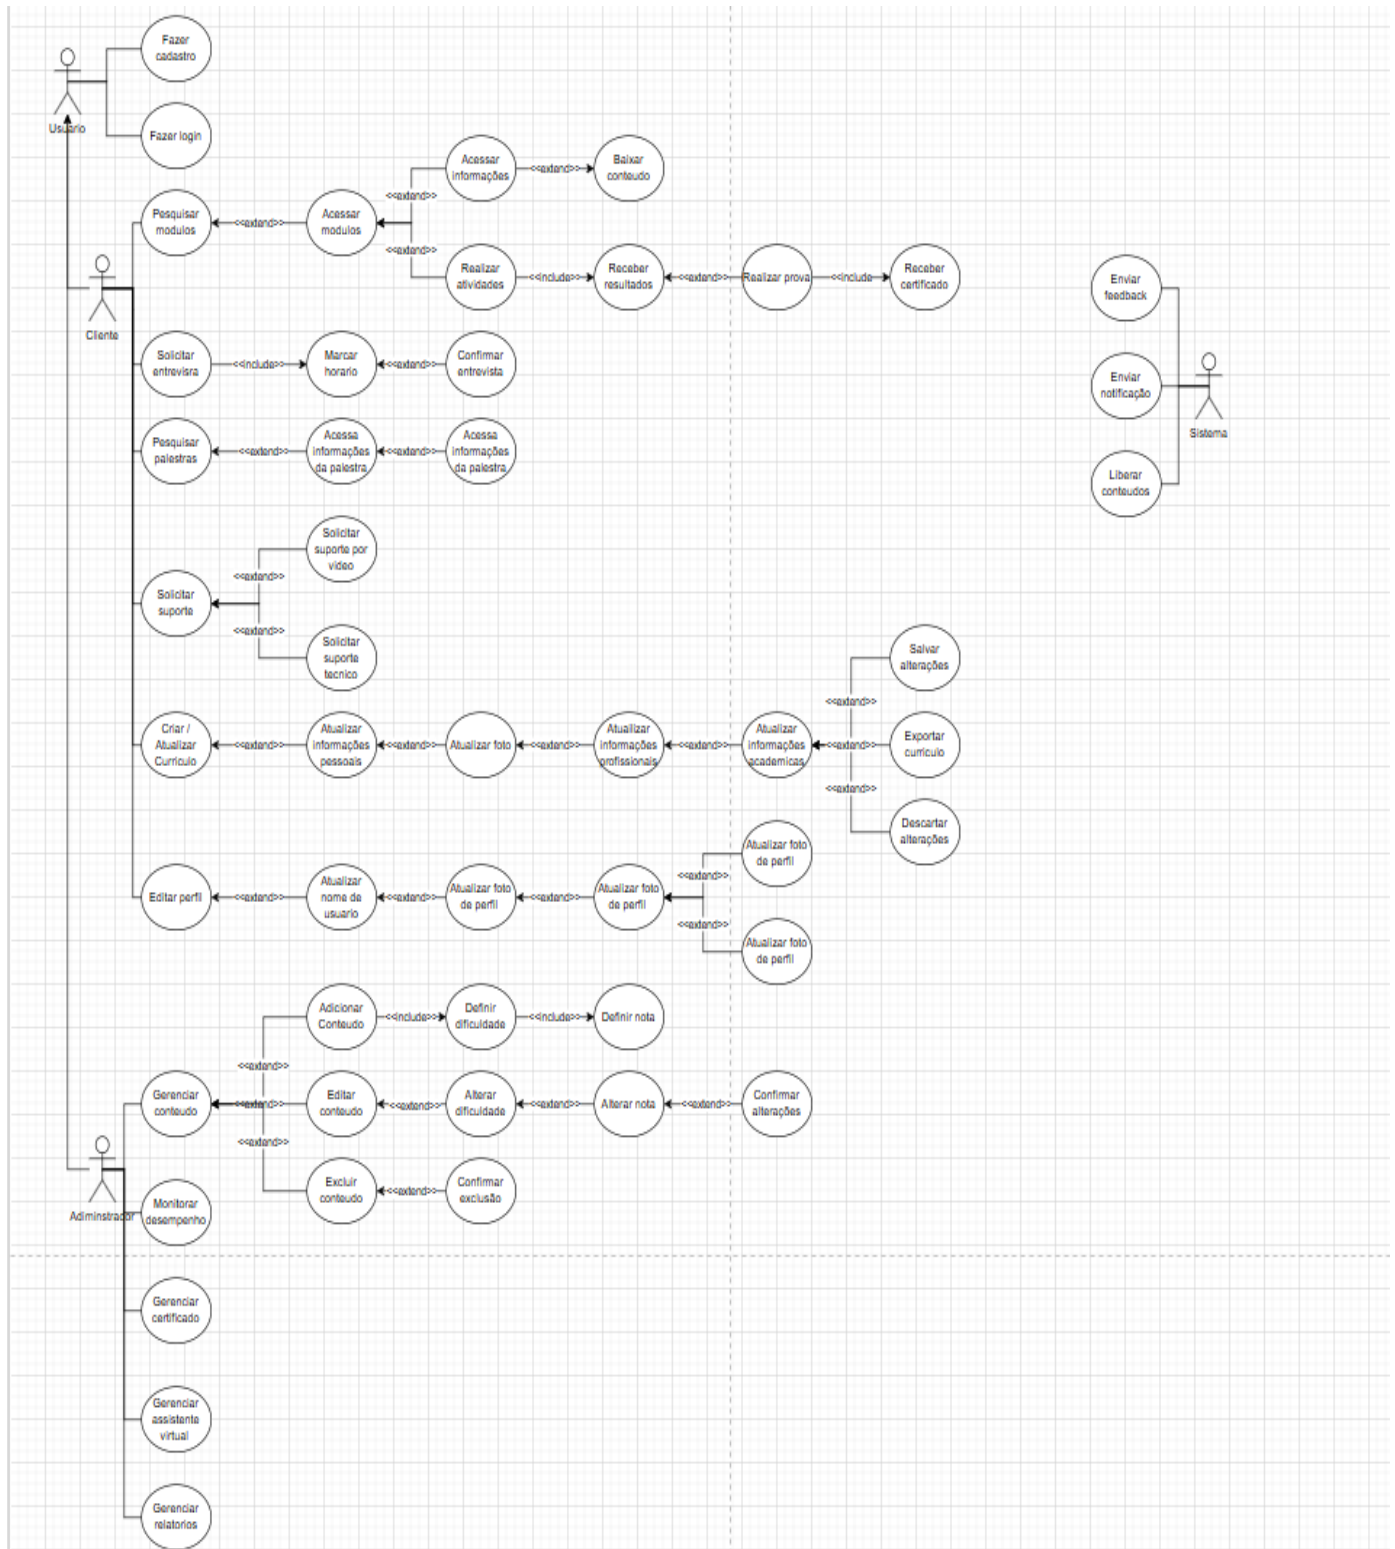 Fazer
cadastro
Usuario
Fazer login
Acessar
informações
<<extend>>
Baixar
conteudo
<<extend>>
Pesquisar
modulos
<<extend>>
Acessar
modulos
<<extend>>
Realizar
atividades
<<include>>
Receber
resultados
<<extend>>
Realizar prova
<<include
Receber
certificado
Enviar
feedback
Cliente
Solicitar
entrevisra
<<include>>
Marcar
horario
<<extend>>
Confirmar
entrevista
Enviar
notificação
Sistema
Pesquisar
palestras
<<extend>>
Acessa
informações
da palestra
<<extend>>
Acessa
informações
da palestra
Liberar
conteudos
Solicitar
suporte por
video
<<extend>>
Solicitar
suporte
<<extend>>
Solicitar
suporte
tecnico
Salvar
alterações
<<extend>>
Criar /
Atualizar
Curriculo
<<extend>>
Atualizar
informações
pessoais
<<extend>>
Atualizar foto
<<extend>>
Atualizar
informações
profissionais
<<extend>>
Atualizar
informações
academicas
<<extend>>
Exportar
curriculo
<<extend>>
Descartar
alterações
Atualizar foto
de perfil
<<extend>>
Editar perfil
<<extend>>
Atualizar
nome de
usuario
<<extend>>
Atualizar foto
de perfil
<<extend>>
Atualizar foto
de perfil
<<extend>>
Atualizar foto
de perfil
Adicionar
Conteudo
<<include>>
Definir
dificuldade
<<include>>
Definir nota
<<extend>>
Gerenciar
conteudo
<<extend>>
Editar
conteudo
<<extend>>
Alterar
dificuldade
<<extend>>
Alterar nota
<<extend>>
Confirmar
alterações
<<extend>>
Excluir
conteudo
<<extend>>
Confirmar
exclusão
Adiminstrador
Monitorar
desempenho
Gerenciar
certificado
Gerenciar
assistente
virtual
Gerenciar
relatorios